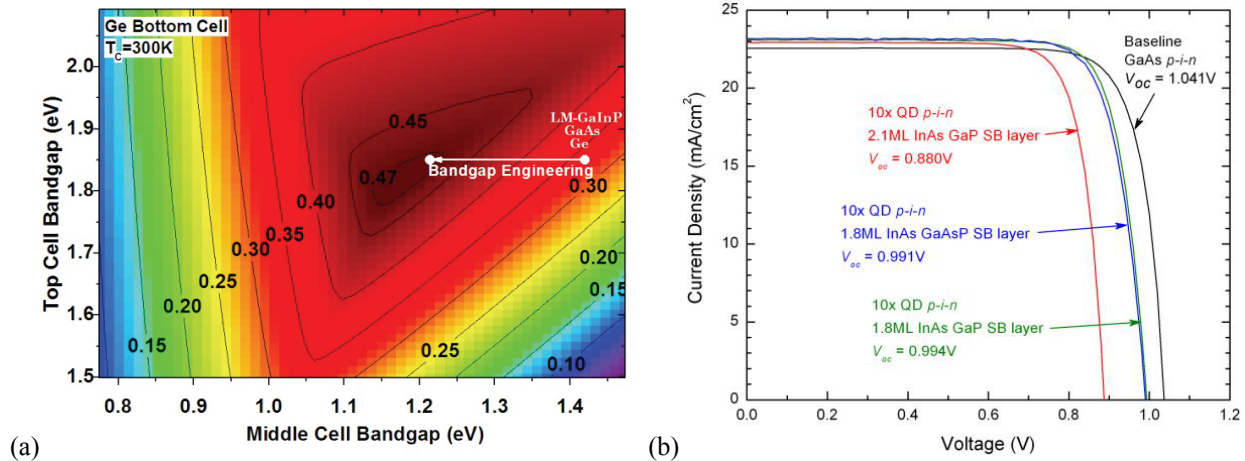 Ge Bottom Cell
T_C=300K
Top Cell Bandgap (eV)
2.0
1.9
1.8
1.7
1.6
1.5
0.45
0.47
0.40
0.35
0.30
0.25
0.20
0.15
LM-GaInP
GaAs
Ge
Bandgap Engineering
0.30
0.20
0.15
0.25
0.10
0.8 0.9 1.0 1.1 1.2 1.3 1.4
Middle Cell Bandgap (eV)
(a)
Current Density (mA/cm²)
25
20
15
10
5
0
Baseline
GaAs p-i-n
V_OC = 1.041V
10x QD p-i-n
2.1ML InAs GaP SB layer
V_oc = 0.880V
10x QD p-i-n
1.8ML InAs GaAsP SB layer
V_oc = 0.991V
10x QD p-i-n
1.8ML InAs GaP SB layer
V_oc = 0.994V
0.0 0.2 0.4 0.6 0.8 1.0 1.2
Voltage (V)
(b)